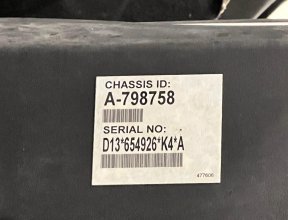 CHASSIS ID:
A-798758
SERIAL NO:
D13*654926*K4*A
477606